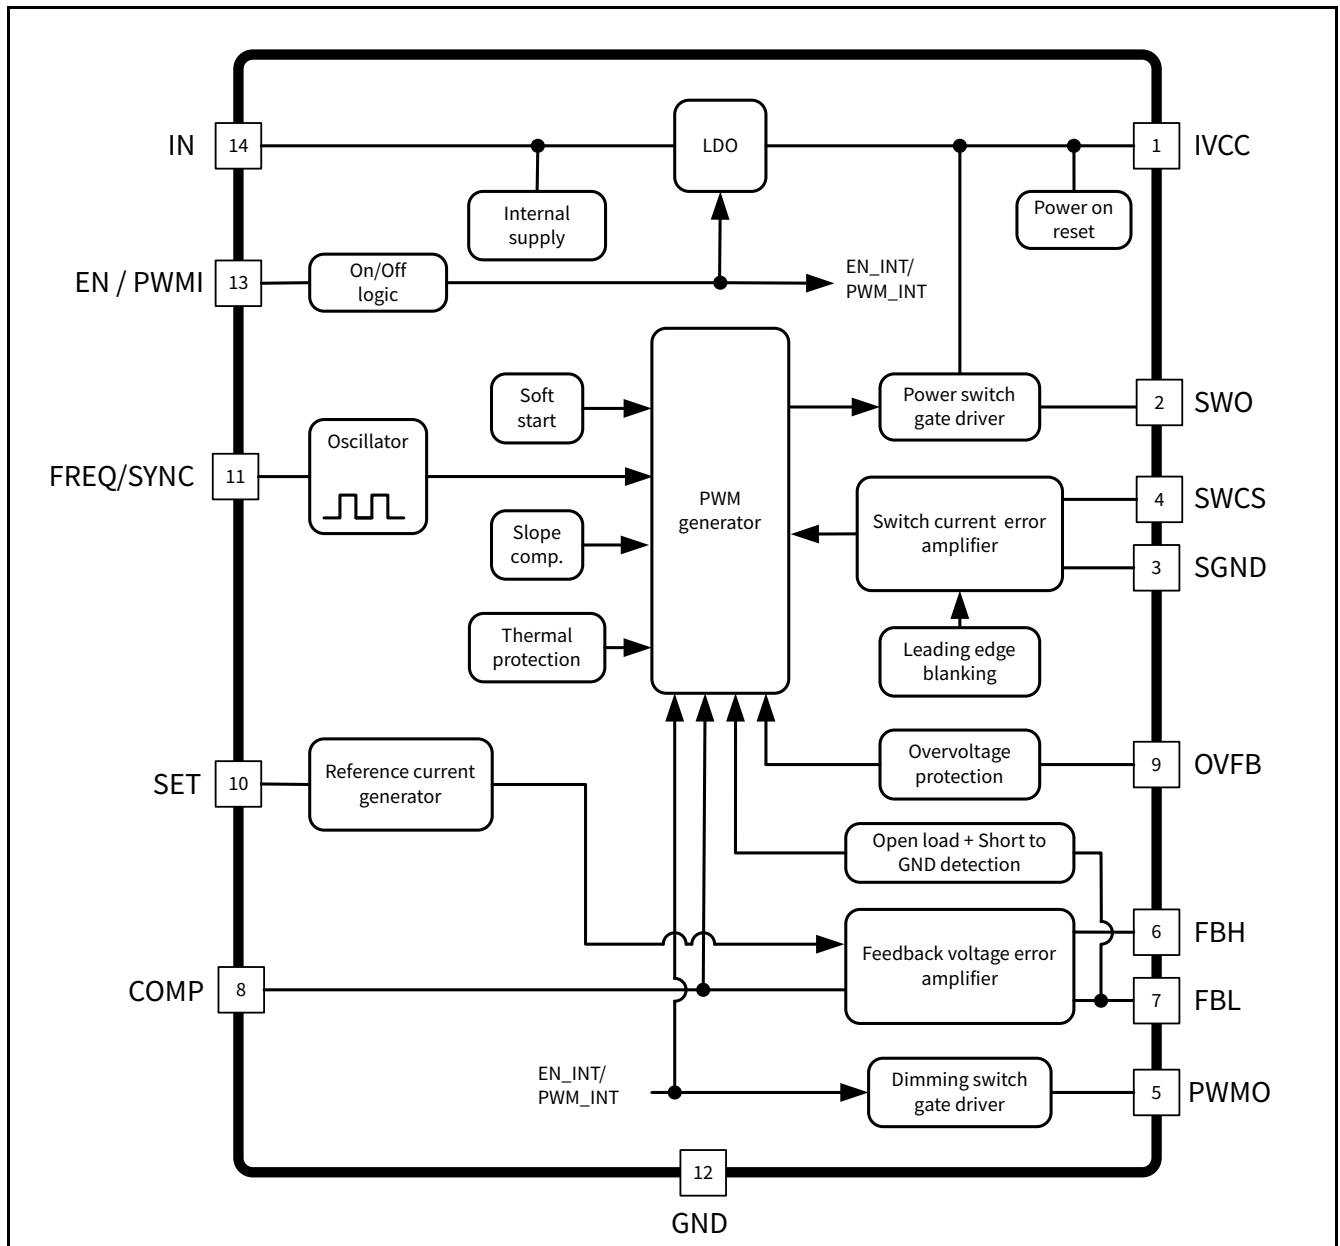 IN
14
LDO
1
IVCC
Internal
supply
Power on
reset
EN / PWMI
13
On/Off
logic
EN_INT/
PWM_INT
Soft
start
Power switch
gate driver
2
SWO
FREQ/SYNC
11
Oscillator
PWM
generator
Switch current error
amplifier
4
SWCS
3
SGND
Slope
comp.
Thermal
protection
Leading edge
blanking
SET
10
Reference current
generator
Overvoltage
protection
9
OVFB
Open load + Short to
GND detection
Feedback voltage error
amplifier
6
FBH
7
FBL
COMP
8
EN_INT/
PWM_INT
Dimming switch
gate driver
5
PWMO
12
GND